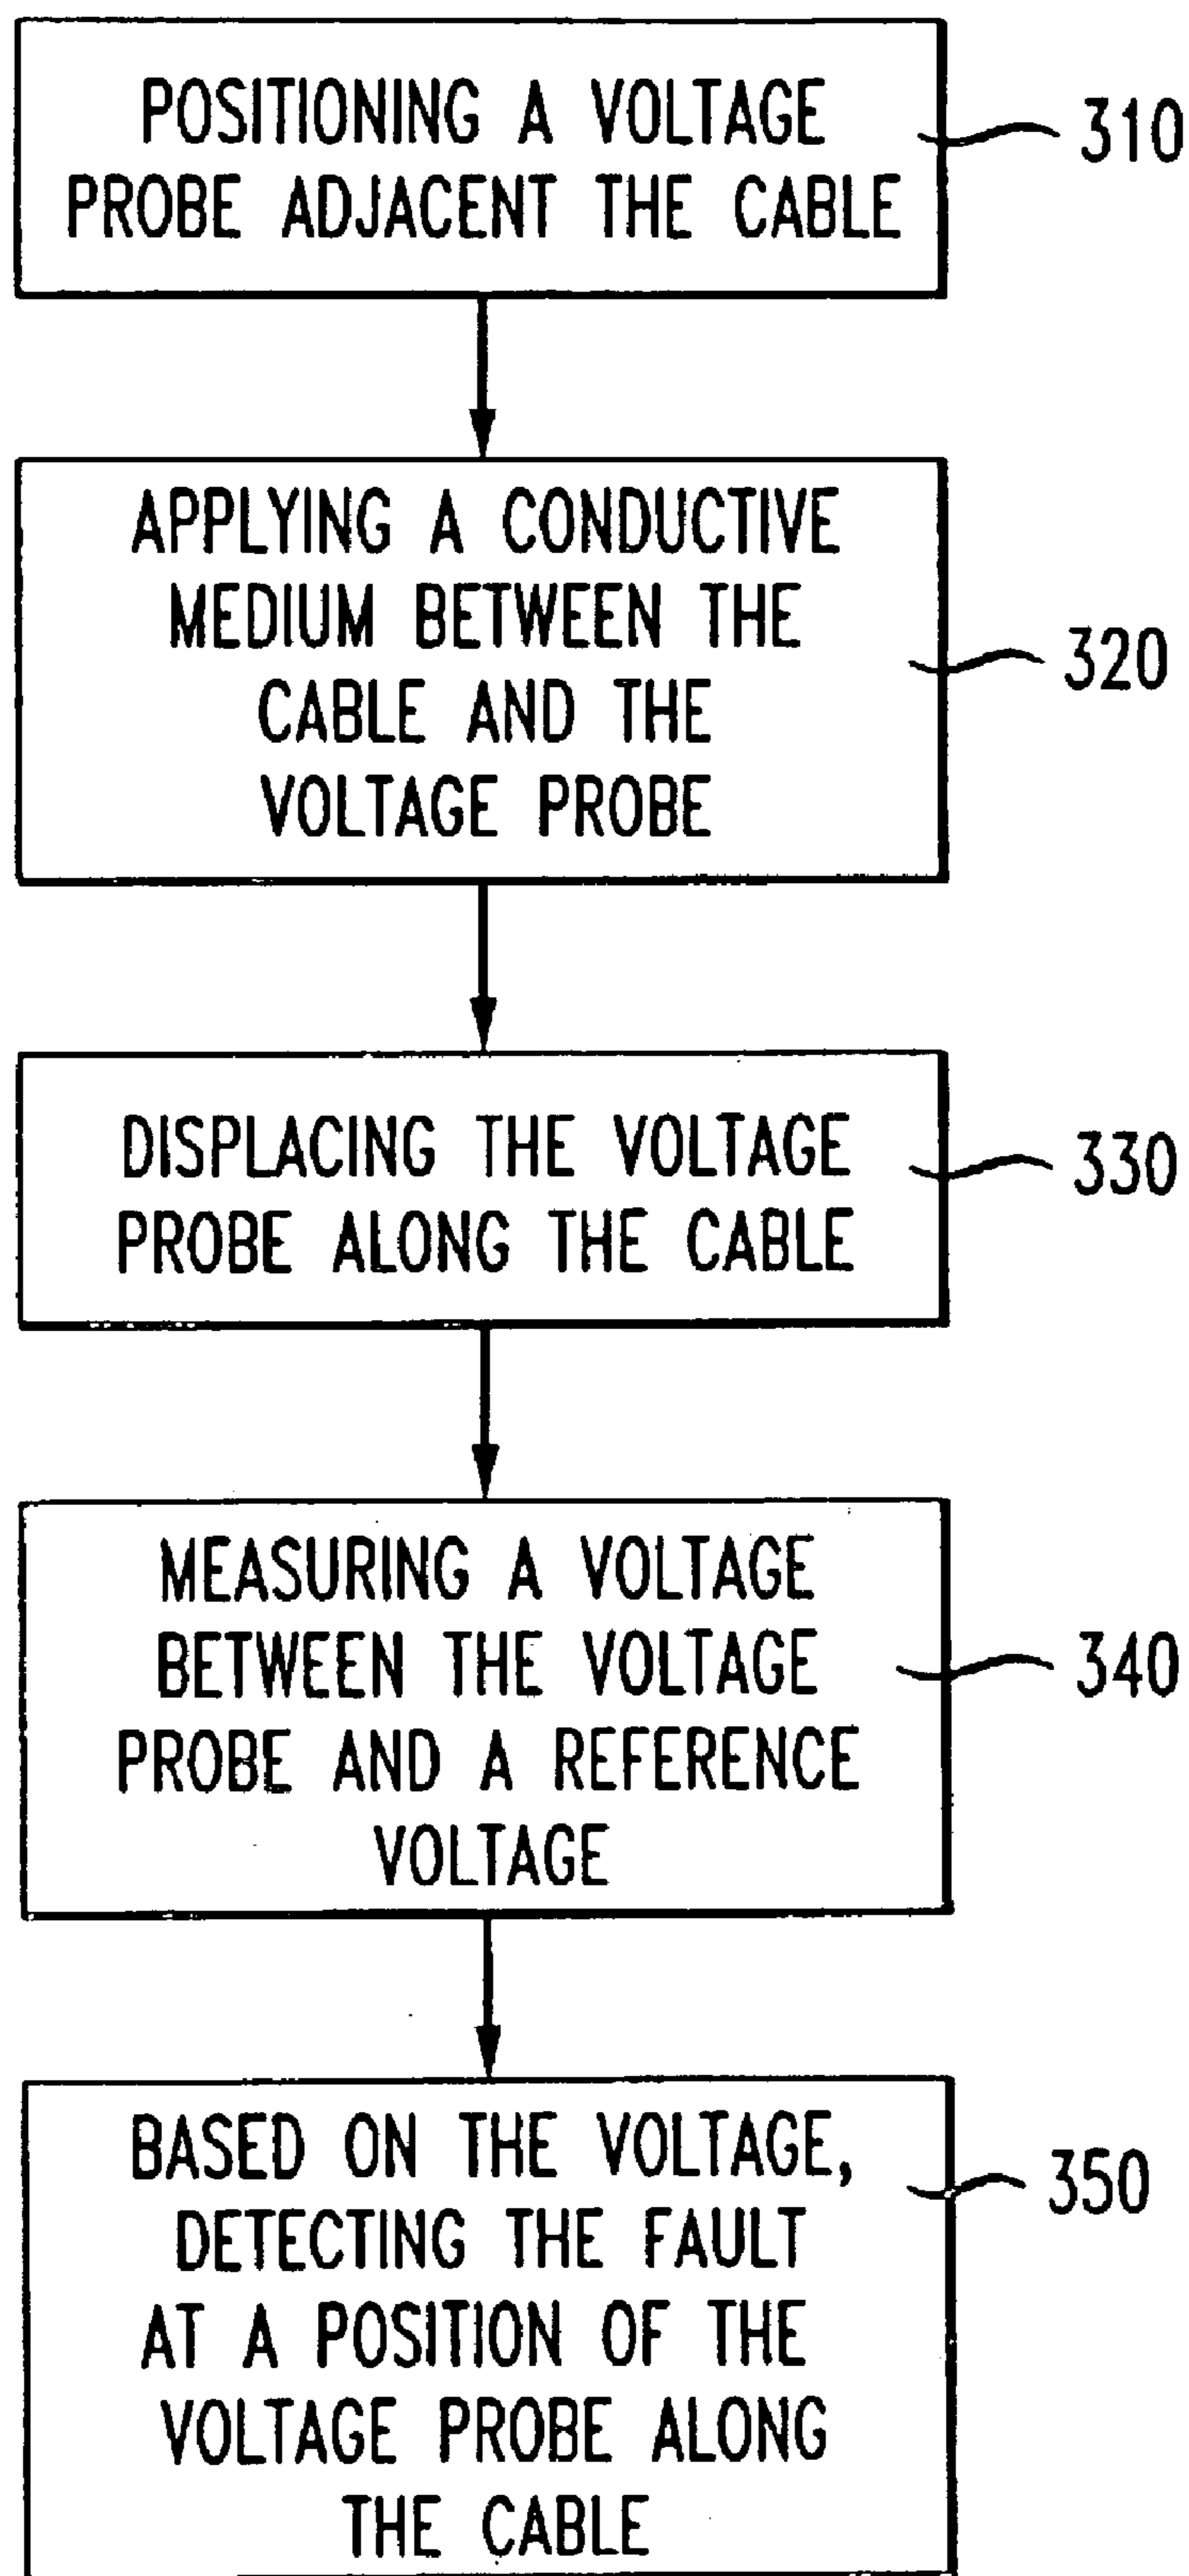 POSITIONING A VOLTAGE
PROBE ADJACENT THE CABLE
310
APPLYING A CONDUCTIVE
MEDIUM BETWEEN THE
CABLE AND THE
VOLTAGE PROBE
320
DISPLACING THE VOLTAGE
PROBE ALONG THE CABLE
330
MEASURING A VOLTAGE
BETWEEN THE VOLTAGE
PROBE AND A REFERENCE
VOLTAGE
340
BASED ON THE VOLTAGE,
DETECTING THE FAULT
AT A POSITION OF THE
VOLTAGE PROBE ALONG
THE CABLE
350